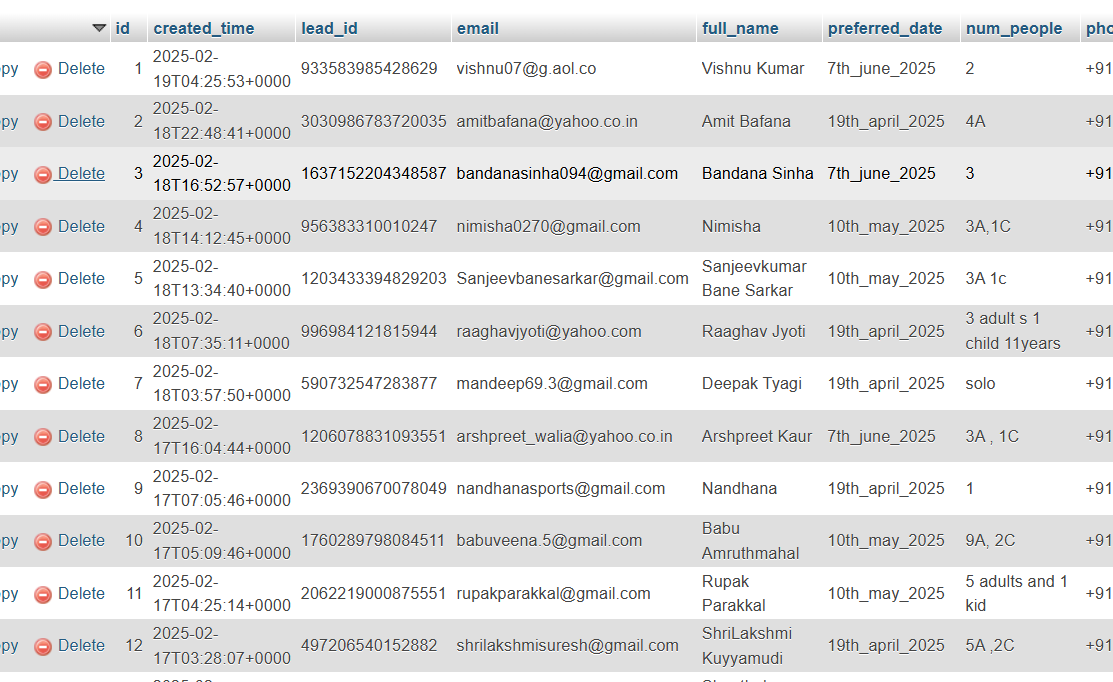 id created_time lead_id email full_name preferred_date num_people pho
py Delete 1 2025-02-19T04:25:53+0000 933583985428629 vishnu07@g.aol.co Vishnu Kumar 7th_june_2025 2 +91
py Delete 2 2025-02-18T22:48:41+0000 3030986783720035 amitbafana@yahoo.co.in Amit Bafana 19th_april_2025 4A +91
py Delete 3 2025-02-18T16:52:57+0000 1637152204348587 bandanasinha094@gmail.com Bandana Sinha 7th_june_2025 3 +91
py Delete 4 2025-02-18T14:12:45+0000 956383310010247 nimisha0270@gmail.com Nimisha 10th_may_2025 3A,1C +91
py Delete 5 2025-02-18T13:34:40+0000 1203433394829203 Sanjeevbanesarkar@gmail.com Sanjeevkumar Bane Sarkar 10th_may_2025 3A 1c +91
py Delete 6 2025-02-18T07:35:11+0000 996984121815944 raaghavjyoti@yahoo.com Raaghav Jyoti 19th_april_2025 3 adult s 1 child 11years +91
py Delete 7 2025-02-18T03:57:50+0000 590732547283877 mandeep69.3@gmail.com Deepak Tyagi 19th_april_2025 solo +91
py Delete 8 2025-02-17T16:04:44+0000 1206078831093551 arshpreet_walia@yahoo.co.in Arshpreet Kaur 7th_june_2025 3A , 1C +91
py Delete 9 2025-02-17T07:05:46+0000 2369390670078049 nandhanasports@gmail.com Nandhana 19th_april_2025 1 +91
py Delete 10 2025-02-17T05:09:46+0000 1760289798084511 babuveena.5@gmail.com Babu Amruthmahal 10th_may_2025 9A, 2C +91
py Delete 11 2025-02-17T04:25:14+0000 2062219000875551 rupakparakkal@gmail.com Rupak Parakkal 10th_may_2025 5 adults and 1 kid +91
py Delete 12 2025-02-17T03:28:07+0000 497206540152882 shrilakshmisuresh@gmail.com ShriLakshmi Kuyyamudi 19th_april_2025 5A ,2C +91